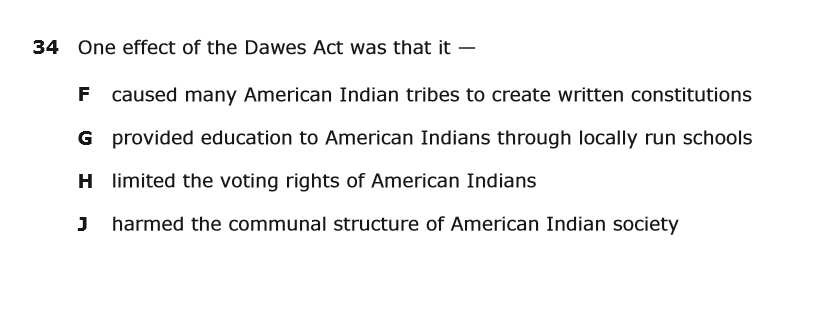 34 One effect of the Dawes Act was that it —
F caused many American Indian tribes to create written constitutions
G provided education to American Indians through locally run schools
H limited the voting rights of American Indians
J harmed the communal structure of American Indian society